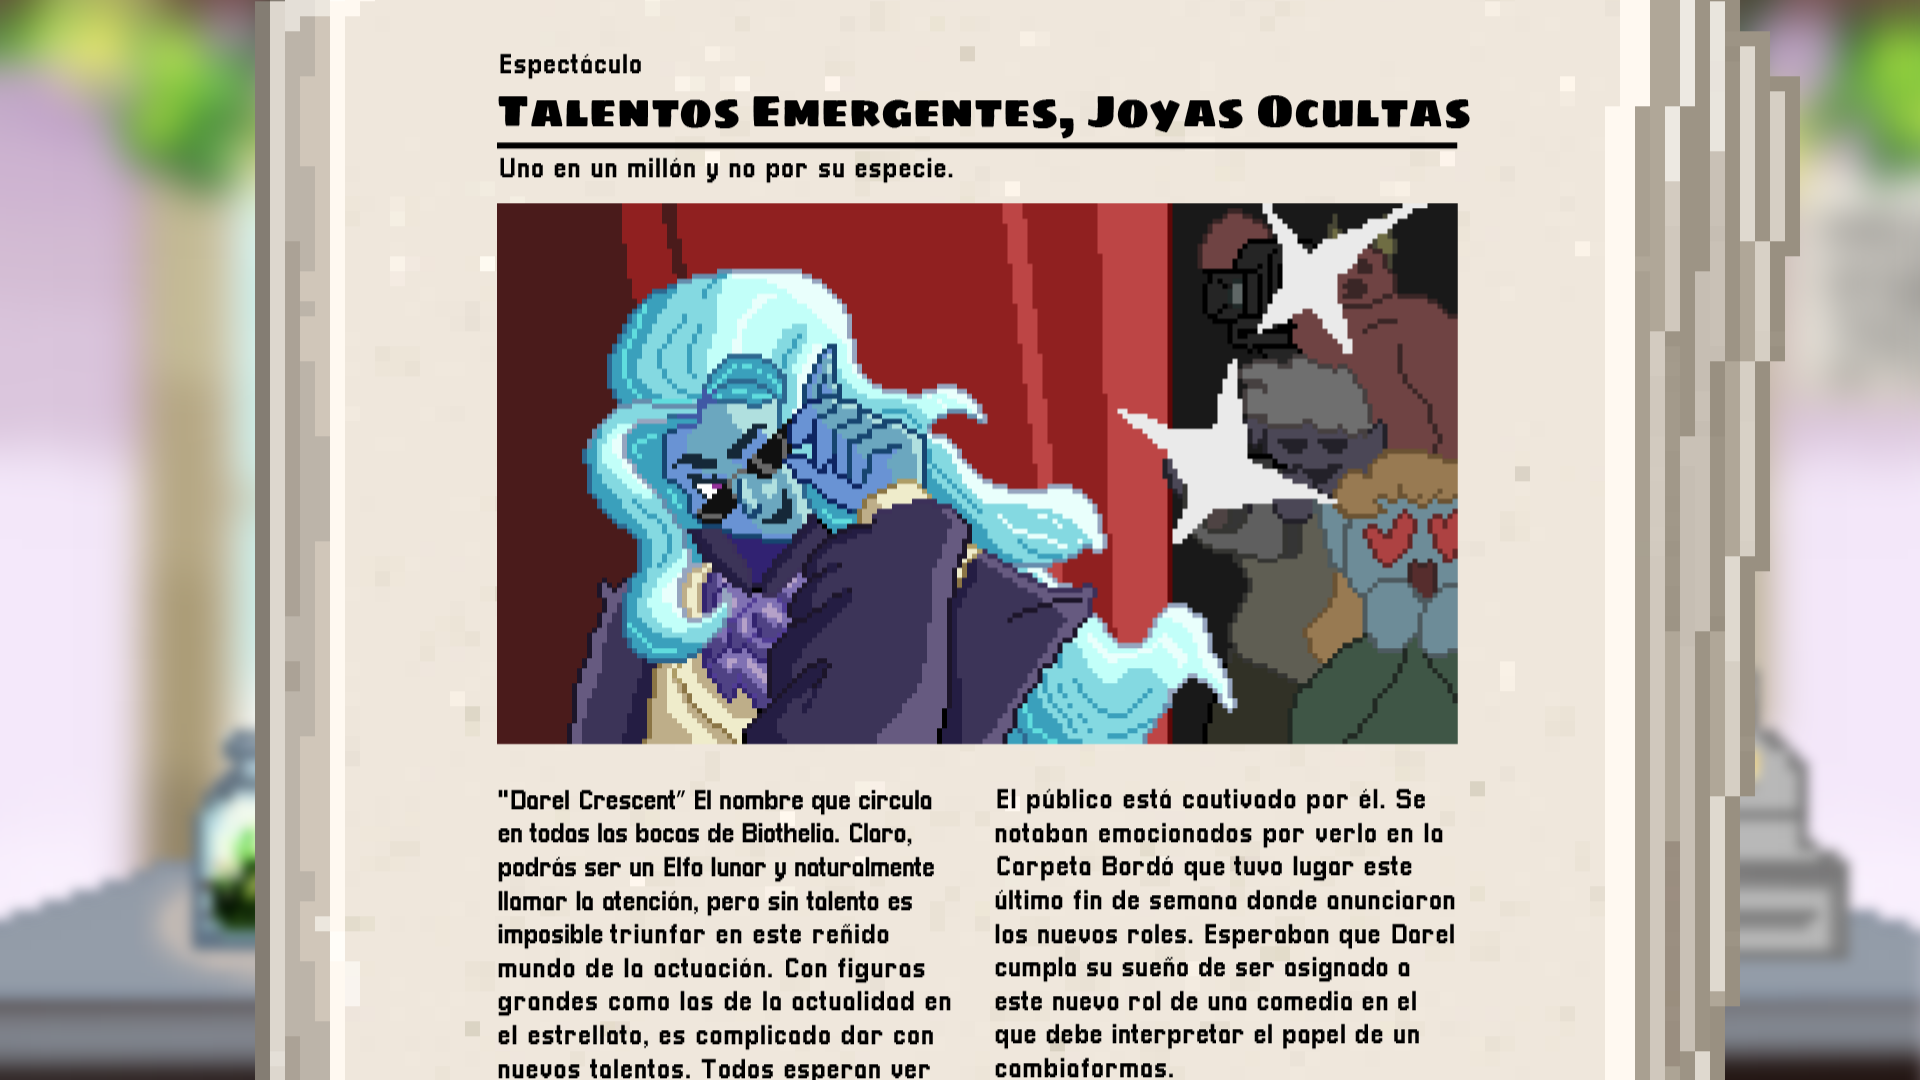 Espectáculo
Talentos Emergentes, Joyas Ocultas
Uno en un millón y no por su especie.
"Darel Crescent" El nombre que circula
en todas las bocas de Biothelia. Claro,
podrás ser un Elfo lunar y naturalmente
llamar la atención, pero sin talento es
imposible triunfar en este reñido
mundo de la actuación. Con figuras
grandes como las de la actualidad en
el estrellato, es complicado dar con
nuevos talentos. Todos esperan ver
El público está cautivado por él. Se
notaban emocionados por verlo en la
Carpeta Bordó que tuvo lugar este
último fin de semana donde anunciaron
los nuevos roles. Esperaban que Darel
cumpla su sueño de ser asignado a
este nuevo rol de una comedia en el
que debe interpretar el papel de un
cambiaformas.